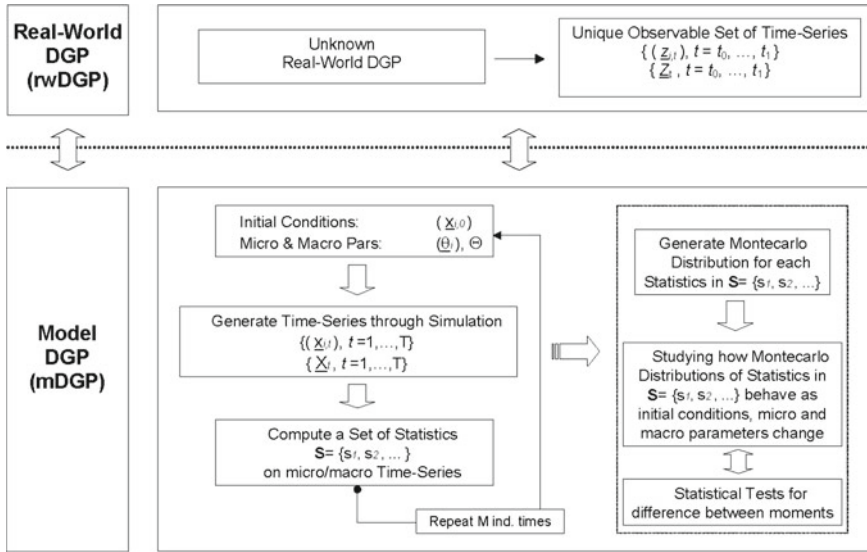 Real-World
DGP
(rwDGP)
Unknown
Real-World DGP
Unique Observable Set of Time-Series
{ ( z_{i,t}), t = t₀, ..., t₁}
{ Z_t , t = t₀, ..., t₁}
Model
DGP
(mDGP)
Initial Conditions: ( x_{i,0})
Micro & Macro Pars: (θ_i), Θ
Generate Time-Series through Simulation
{( x_{i,t}), t =1,...,T}
{ X_t, t =1,...,T}
Compute a Set of Statistics
S= {s₁, s₂ , ... }
on micro/macro Time-Series
Repeat M ind. times
Generate Montecarlo
Distribution for each
Statistics in S= {s₁, s₂, ...}
Studying how Montecarlo
Distributions of Statistics in
S= {s₁, s₂ , ...} behave as
initial conditions, micro and
macro parameters change
Statistical Tests for
difference between moments